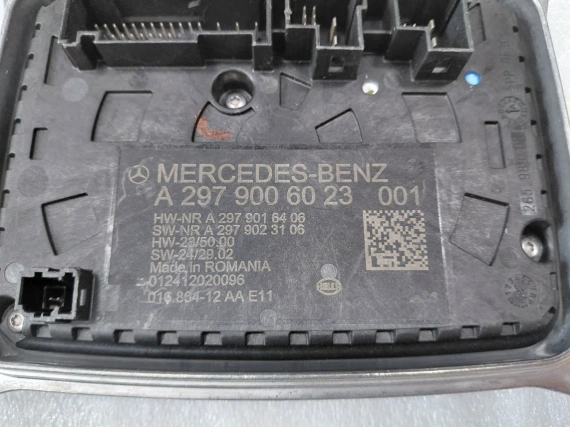 MERCEDES-BENZ
A 297 900 60 23 001
HW-NR A 297 901 64 06
SW-NR A 297 902 31 06
HW-23/50.00
SW-24/29.02
Made in ROMANIA
012412020096
016.884-12 AA E11
HELLA